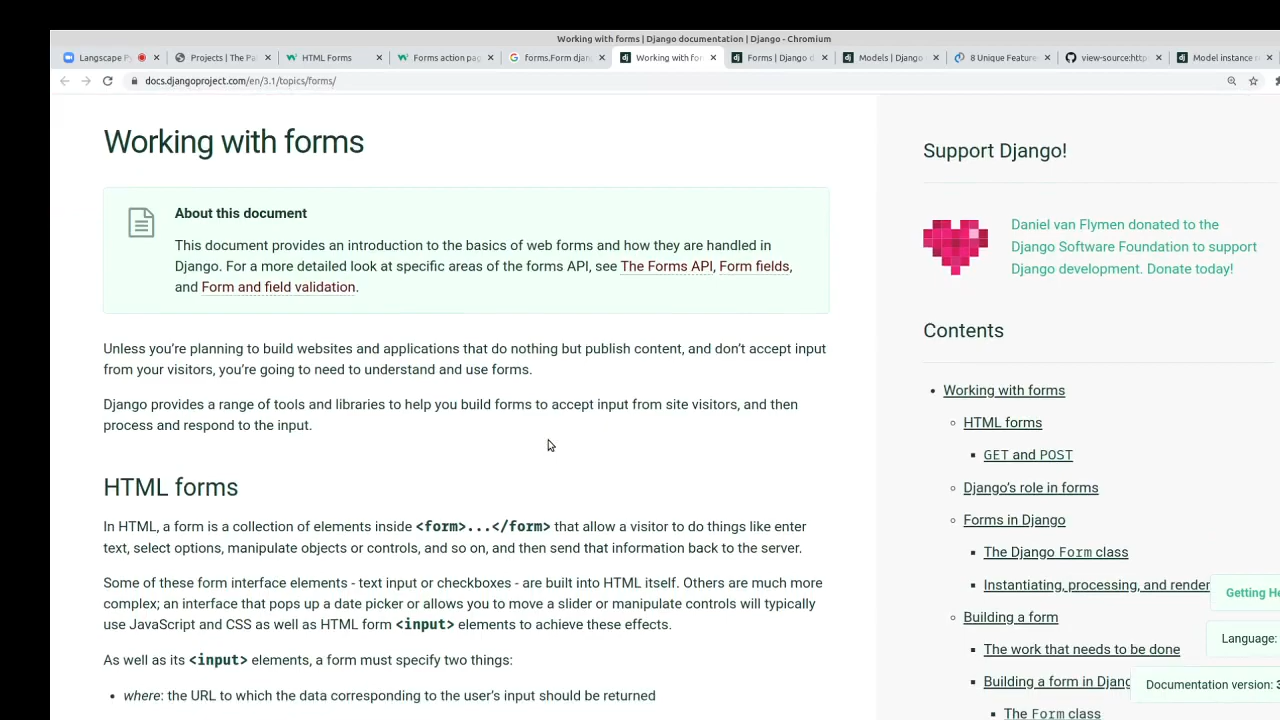 Working with forms | Django documentation | Django - Chromium
Langscape
Projects | The Pal
HTML Forms
Forms action pag
forms.Form djan
Working with for
Forms | Django d
Models | Django
8 Unique Feature
view-source:http
Model instance r
docs.djangoproject.com/en/3.1/topics/forms/
Working with forms
About this document
This document provides an introduction to the basics of web forms and how they are handled in
Django. For a more detailed look at specific areas of the forms API, see The Forms API, Form fields,
and Form and field validation.
Unless you’re planning to build websites and applications that do nothing but publish content, and don’t accept input
from your visitors, you’re going to need to understand and use forms.
Django provides a range of tools and libraries to help you build forms to accept input from site visitors, and then
process and respond to the input.
HTML forms
In HTML, a form is a collection of elements inside <form>...</form> that allow a visitor to do things like enter
text, select options, manipulate objects or controls, and so on, and then send that information back to the server.
Some of these form interface elements - text input or checkboxes - are built into HTML itself. Others are much more
complex; an interface that pops up a date picker or allows you to move a slider or manipulate controls will typically
use JavaScript and CSS as well as HTML form <input> elements to achieve these effects.
As well as its <input> elements, a form must specify two things:
• where: the URL to which the data corresponding to the user’s input should be returned
Support Django!
Daniel van Flymen donated to the
Django Software Foundation to support
Django development. Donate today!
Contents
Working with forms
HTML forms
GET and POST
Django’s role in forms
Forms in Django
The Django Form class
Instantiating, processing, and render
Getting He
Building a form
Language:
The work that needs to be done
Building a form in Djang
Documentation version: 3
The Form class